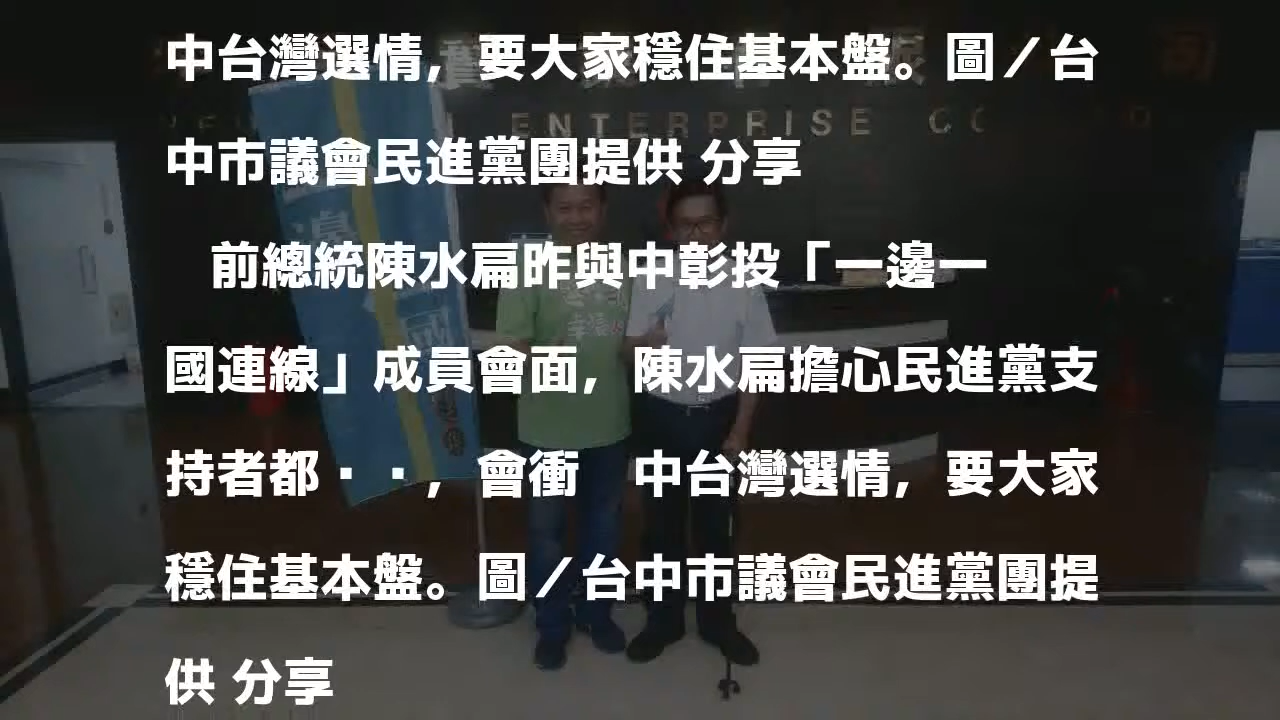 中台灣選情，要大家穩住基本盤。圖／台
ENTERPRISE CO
中市議會民進黨團提供 分享
前總統陳水扁昨與中彰投「一邊一
國連線」成員會面，陳水扁擔心民進黨支
持者都··，會衝　中台灣選情，要大家
穩住基本盤。圖／台中市議會民進黨團提
供 分享